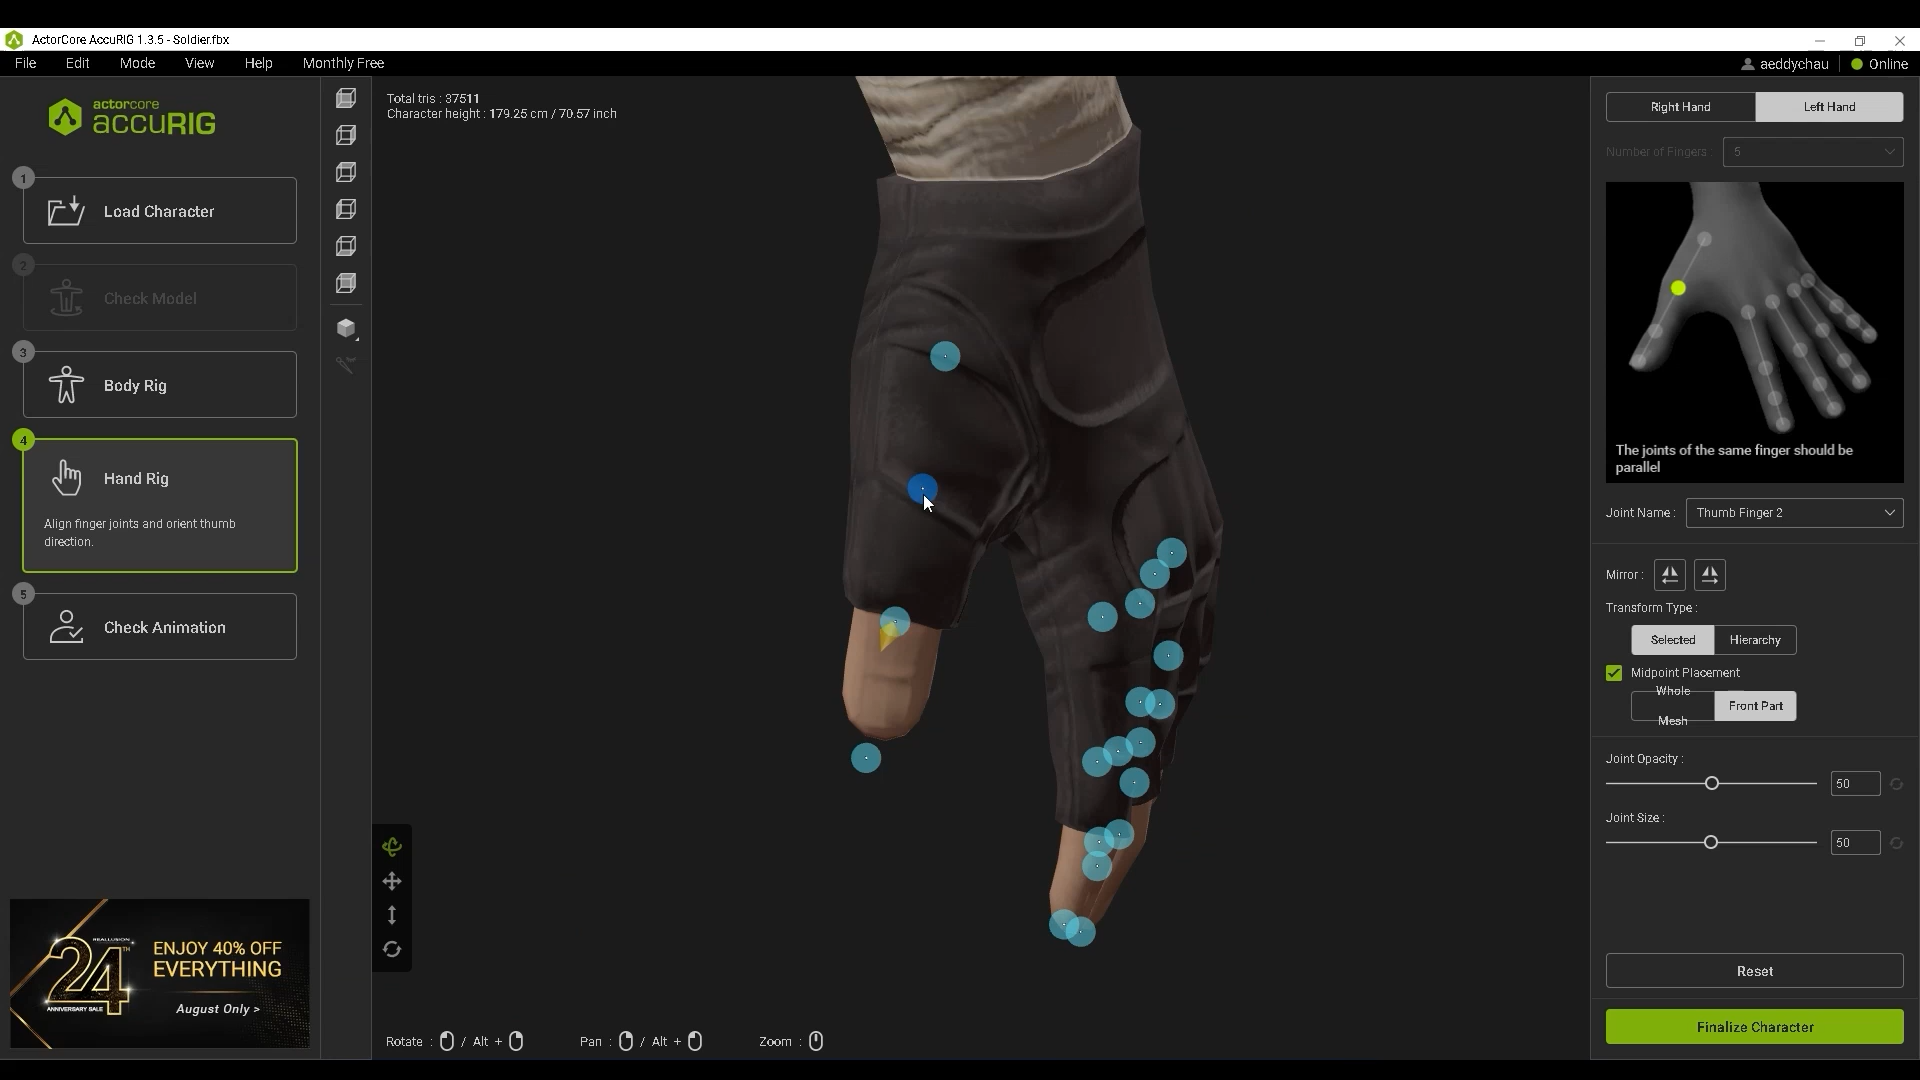 ActorCore AccuRIG 1.3.5 - Soldier.fbx
File Edit Mode View Help Monthly Free
aeddychau Online
actorcore
accuRIG
1
Load Character
2
Check Model
3
Body Rig
4
Hand Rig
Align finger joints and orient thumb
direction.
5
Check Animation
REALLUSION
24TH
ANNIVERSARY SALE
ENJOY 40% OFF
EVERYTHING
August Only >
Total tris : 37511
Character height : 179.25 cm / 70.57 inch
Rotate : / Alt + Pan : / Alt + Zoom :
Right Hand Left Hand
Number of Fingers : 5
The joints of the same finger should be
parallel
Joint Name : Thumb Finger 2
Mirror :
Transform Type :
Selected Hierarchy
Midpoint Placement
Whole
Mesh
Front Part
Joint Opacity :
50
Joint Size :
50
Reset
Finalize Character